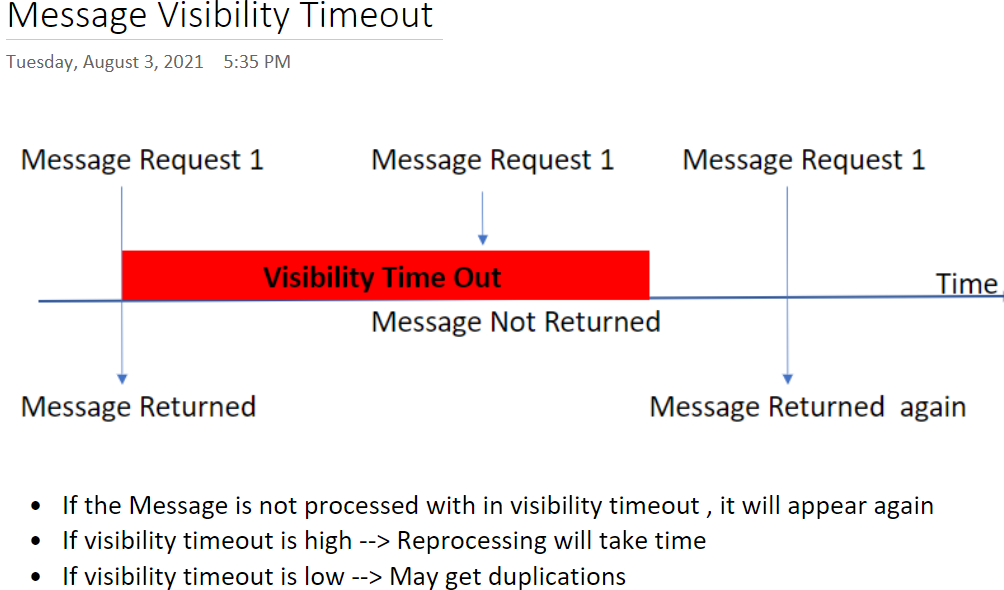 Message Visibility Timeout
Tuesday, August 3, 2021 5:35 PM
Message Request 1 Message Request 1 Message Request 1
Visibility Time Out
Time
Message Not Returned
Message Returned Message Returned again
• If the Message is not processed with in visibility timeout , it will appear again
• If visibility timeout is high --> Reprocessing will take time
• If visibility timeout is low --> May get duplications